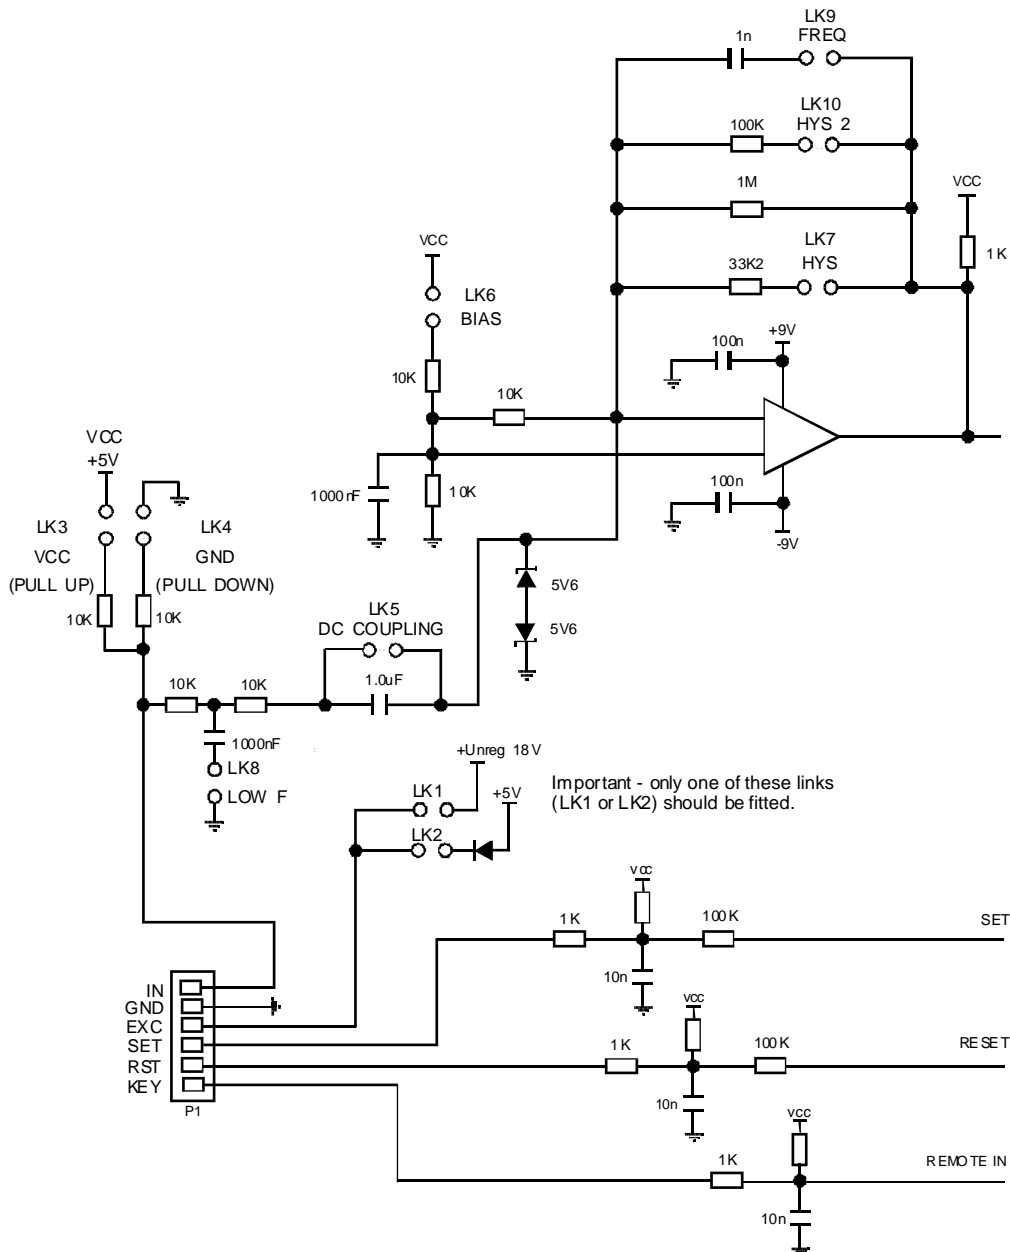 LK9
FREQ
1n
LK10
HYS 2
100K
1M
VCC
1K
LK7
HYS
33K2
VCC
LK6
BIAS
+9V
100n
10K
10K
VCC
+5V
1000nF
10K
100n
-9V
LK3
VCC
(PULL UP)
LK4
GND
(PULL DOWN)
10K
10K
5V6
5V6
LK5
DC COUPLING
1.0uF
10K
10K
1000nF
LK8
LOW F
+Unreg 18V
LK1
+5V
LK2
Important - only one of these links
(LK1 or LK2) should be fitted.
vcc
1K
100K
SET
10n
vcc
1K
100K
RESET
10n
IN
GND
EXC
SET
RST
KEY
P1
vcc
1K
REMOTE IN
10n